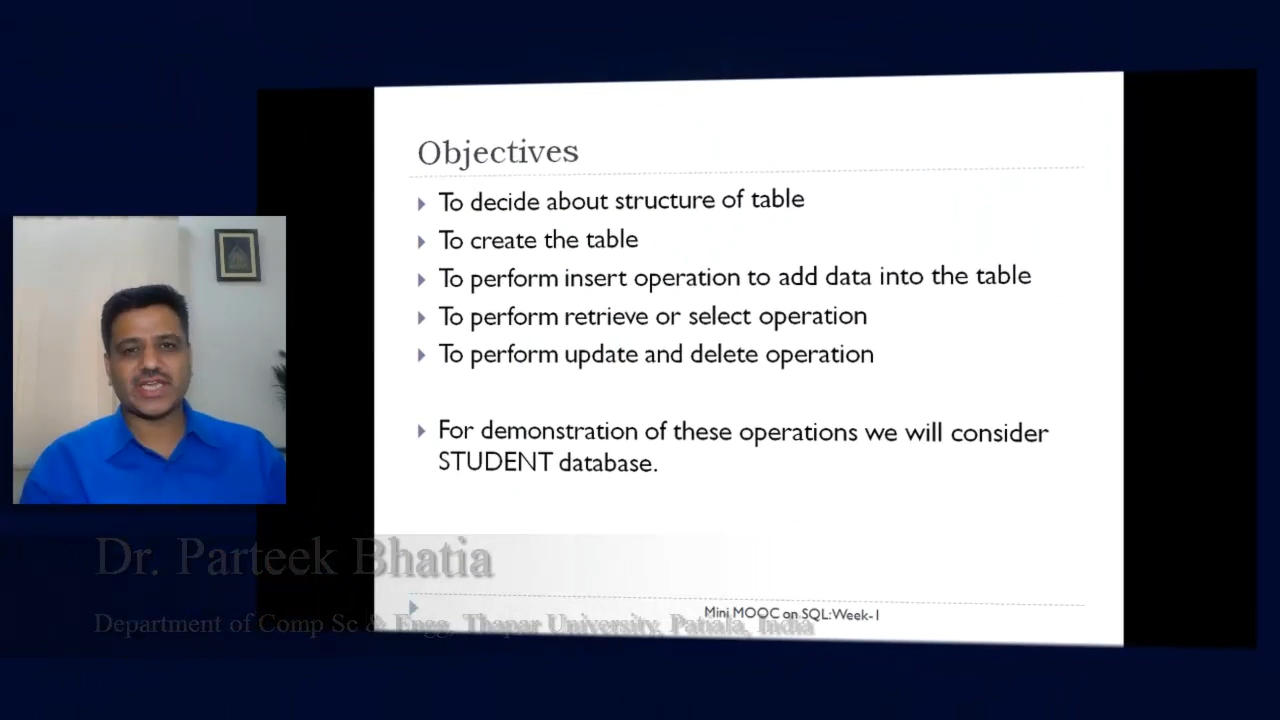 Objectives
To decide about structure of table
To create the table
To perform insert operation to add data into the table
To perform retrieve or select operation
To perform update and delete operation
For demonstration of these operations we will consider
STUDENT database.
Dr. Parteek Bhatia
Mini MOOC on SQL:Week-1
Department of Comp Sc & Engg, Thapar University, Patiala, India